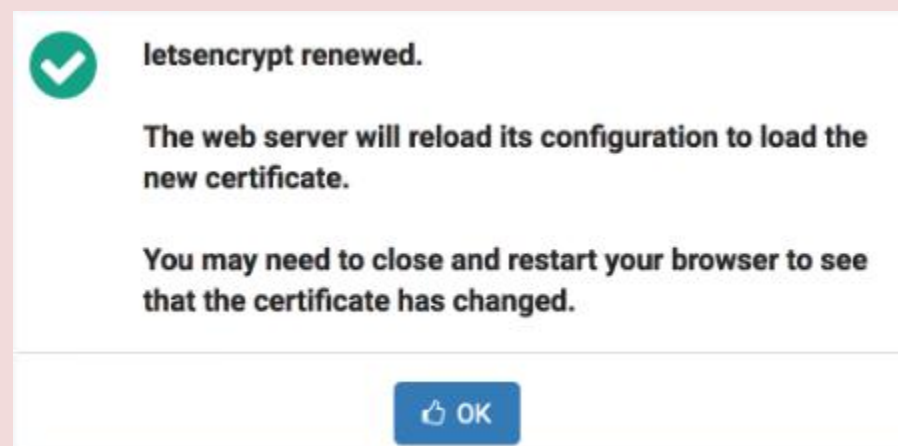 letsencrypt renewed.
The web server will reload its configuration to load the
new certificate.
You may need to close and restart your browser to see
that the certificate has changed.
OK